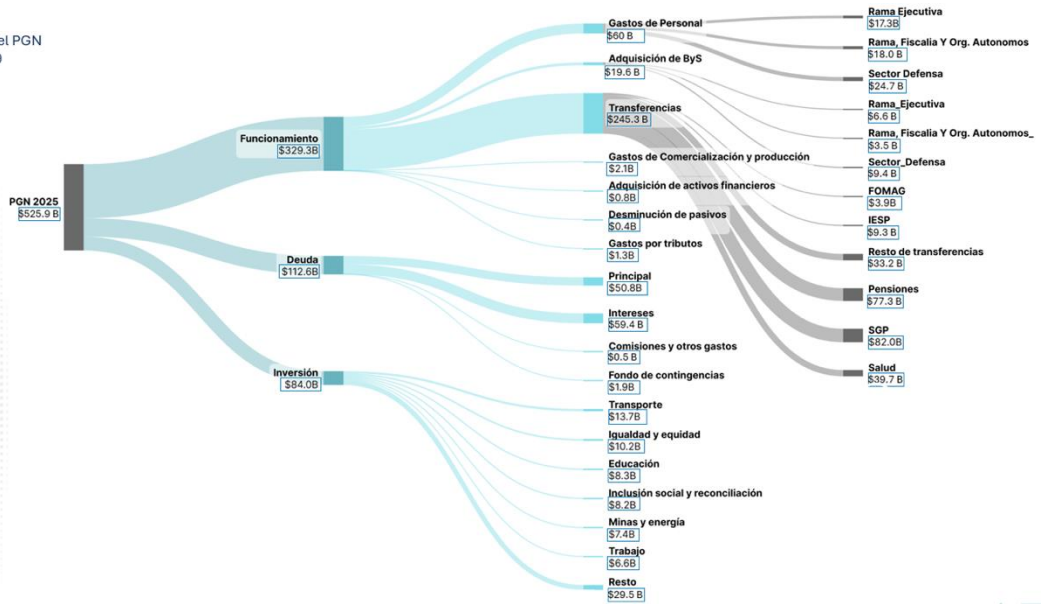 el PGN
)
PGN 2025
$525.9 B
Funcionamiento
$329.3B
Deuda
$112.6B
Inversión
$84.0B
Gastos de Personal
$60 B
Adquisición de ByS
$19.6 B
Transferencias
$245.3 B
Gastos de Comercialización y producción
$2.1B
Adquisición de activos financieros
$0.8B
Desminución de pasivos
$0.4B
Gastos por tributos
$1.3B
Principal
$50.8B
Intereses
$59.4 B
Comisiones y otros gastos
$0.5 B
Fondo de contingencias
$1.9B
Transporte
$13.7B
Igualdad y equidad
$10.2B
Educación
$8.3B
Inclusión social y reconciliación
$8.2B
Minas y energía
$7.4B
Trabajo
$6.6B
Resto
$29.5 B
Rama Ejecutiva
$17.3B
Rama, Fiscalia Y Org. Autonomos
$18.0 B
Sector Defensa
$24.7 B
Rama_Ejecutiva
$6.6 B
Rama, Fiscalia Y Org. Autonomos_
$3.5 B
Sector_Defensa
$9.4 B
FOMAG
$3.9B
IESP
$9.3 B
Resto de transferencias
$33.2 B
Pensiones
$77.3 B
SGP
$82.0B
Salud
$39.7 B